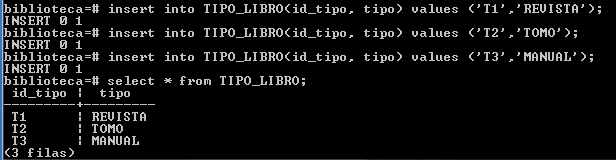 biblioteca=# insert into TIPO_LIBRO(id_tipo, tipo) values ('T1','REVISTA');
INSERT 0 1
biblioteca=# insert into TIPO_LIBRO(id_tipo, tipo) values ('T2','TOMO');
INSERT 0 1
biblioteca=# insert into TIPO_LIBRO(id_tipo, tipo) values ('T3','MANUAL');
INSERT 0 1
biblioteca=# select * from TIPO_LIBRO;
 id_tipo |  tipo
---------+---------
 T1      | REVISTA
 T2      | TOMO
 T3      | MANUAL
(3 filas)